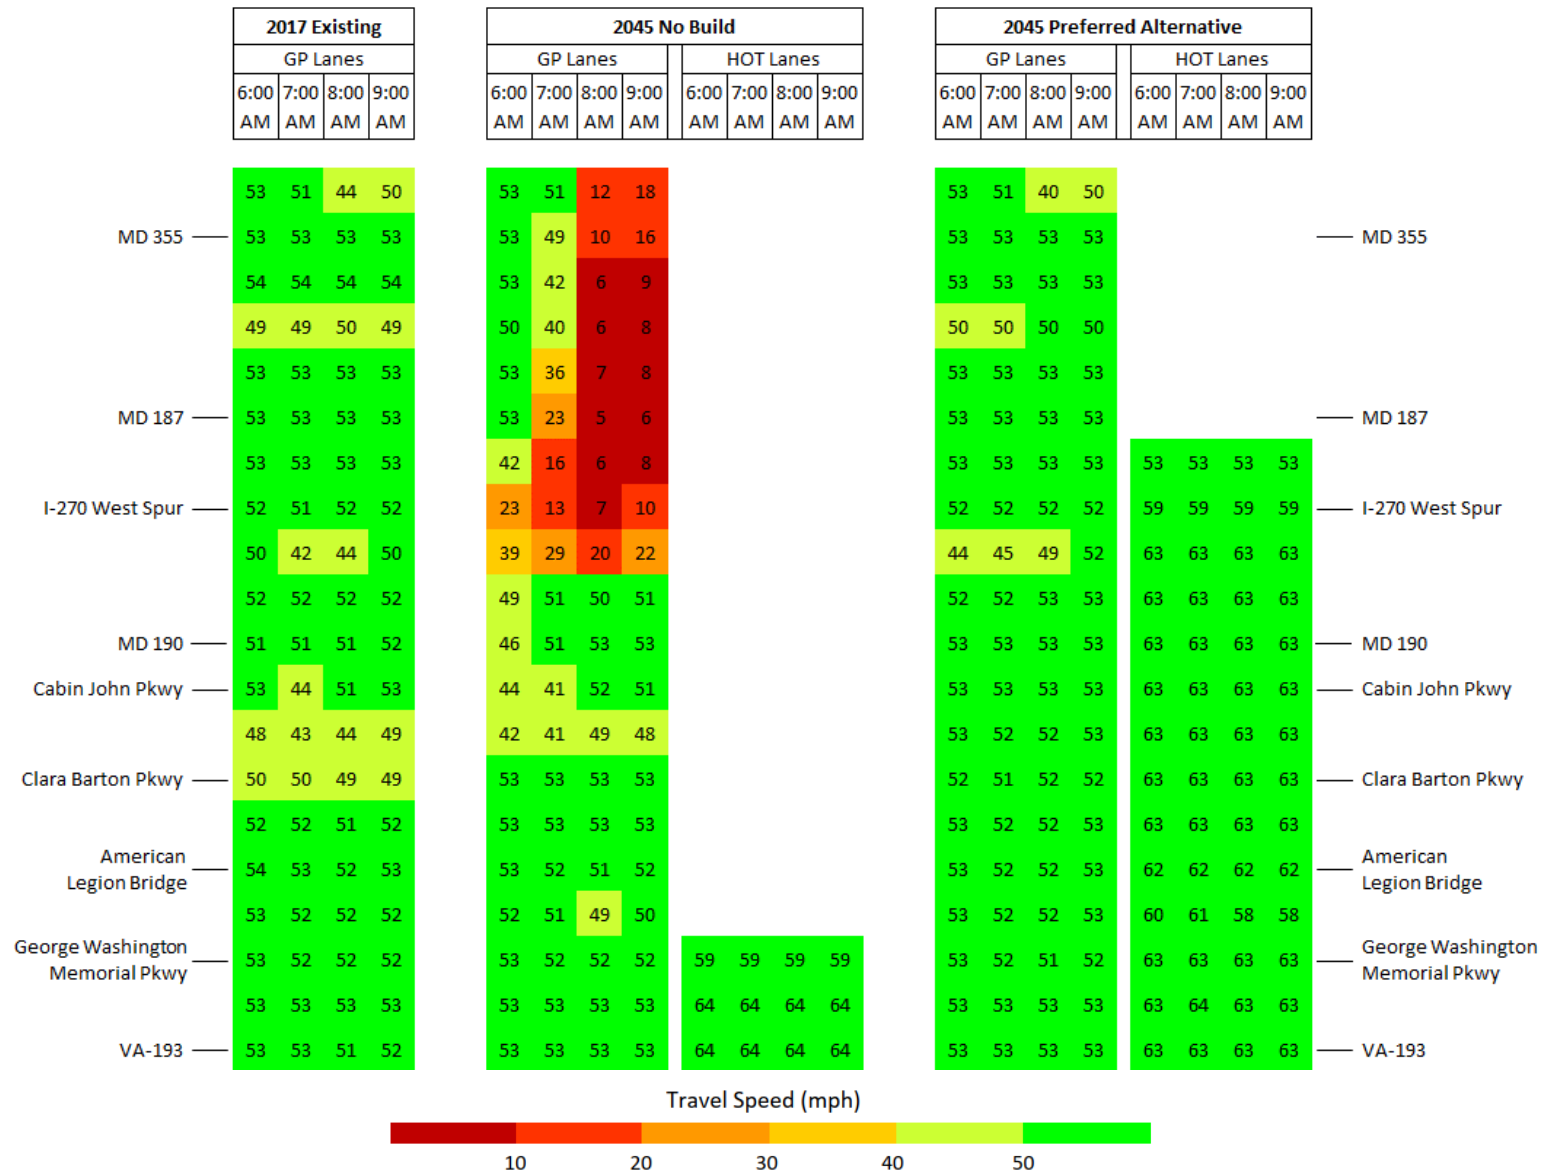 2017 Existing 2045 No Build 2045 Preferred Alternative
GP Lanes GP Lanes HOT Lanes GP Lanes HOT Lanes
6:00 7:00 8:00 9:00 6:00 7:00 8:00 9:00 6:00 7:00 8:00 9:00 6:00 7:00 8:00 9:00 6:00 7:00 8:00 9:00
AM AM AM AM AM AM AM AM AM AM AM AM AM AM AM AM AM AM AM AM
53 51 44 50 53 51 12 18 53 51 40 50
MD 355 53 53 53 53 53 49 10 16 53 53 53 53 MD 355
54 54 54 54 53 42 6 9 53 53 53 53
49 49 50 49 50 40 6 8 50 50 50 50
53 53 53 53 53 36 7 8 53 53 53 53
MD 187 53 53 53 53 53 23 5 6 53 53 53 53 MD 187
53 53 53 53 42 16 6 8 53 53 53 53 53 53 53 53
I-270 West Spur 52 51 52 52 23 13 7 10 52 52 52 52 59 59 59 59 I-270 West Spur
50 42 44 50 39 29 20 22 44 45 49 52 63 63 63 63
52 52 52 52 49 51 50 51 52 52 53 53 63 63 63 63
MD 190 51 51 51 52 46 51 53 53 53 53 53 53 63 63 63 63 MD 190
Cabin John Pkwy 53 44 51 53 44 41 52 51 53 53 53 53 63 63 63 63 Cabin John Pkwy
48 43 44 49 42 41 49 48 53 52 52 53 63 63 63 63
Clara Barton Pkwy 50 50 49 49 53 53 53 53 52 51 52 52 63 63 63 63 Clara Barton Pkwy
52 52 51 52 53 53 53 53 53 52 52 53 63 63 63 63
American 54 53 52 53 53 52 51 52 53 52 52 53 62 62 62 62 American
Legion Bridge Legion Bridge
53 52 52 52 52 51 49 50 53 52 52 53 60 61 58 58
George Washington 53 52 52 52 53 52 52 52 59 59 59 59 53 52 51 52 63 63 63 63 George Washington
Memorial Pkwy Memorial Pkwy
53 53 53 53 53 53 53 53 64 64 64 64 53 53 53 53 63 64 63 63
VA-193 53 53 51 52 53 53 53 53 64 64 64 64 53 53 53 53 63 63 63 63 VA-193
Travel Speed (mph)
10 20 30 40 50